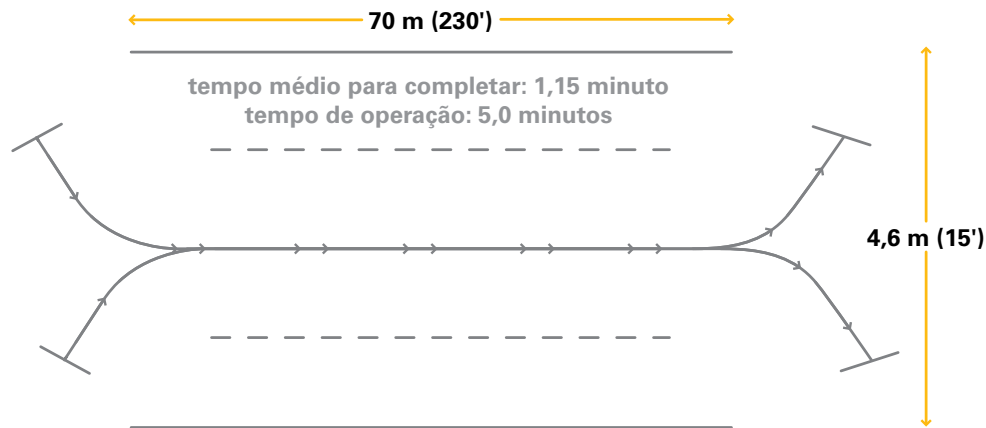 70 m (230')
tempo médio para completar: 1,15 minuto
tempo de operação: 5,0 minutos
4,6 m (15')